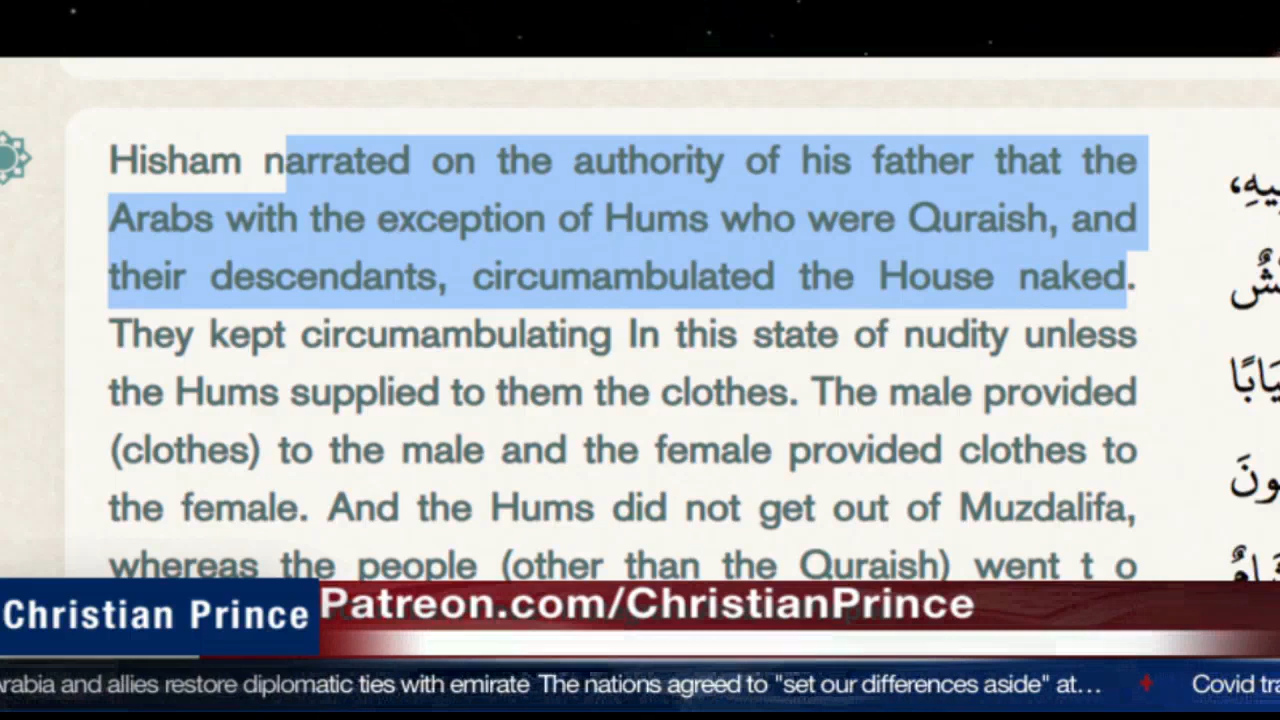 Hisham narrated on the authority of his father that the
Arabs with the exception of Hums who were Quraish, and
their descendants, circumambulated the House naked.
They kept circumambulating In this state of nudity unless
the Hums supplied to them the clothes. The male provided
(clothes) to the male and the female provided clothes to
the female. And the Hums did not get out of Muzdalifa,
whereas the people (other than the Quraish) went t o
Christian Prince
Patreon.com/ChristianPrince
rabia and allies restore diplomatic ties with emirate The nations agreed to "set our differences aside" at... Covid tra